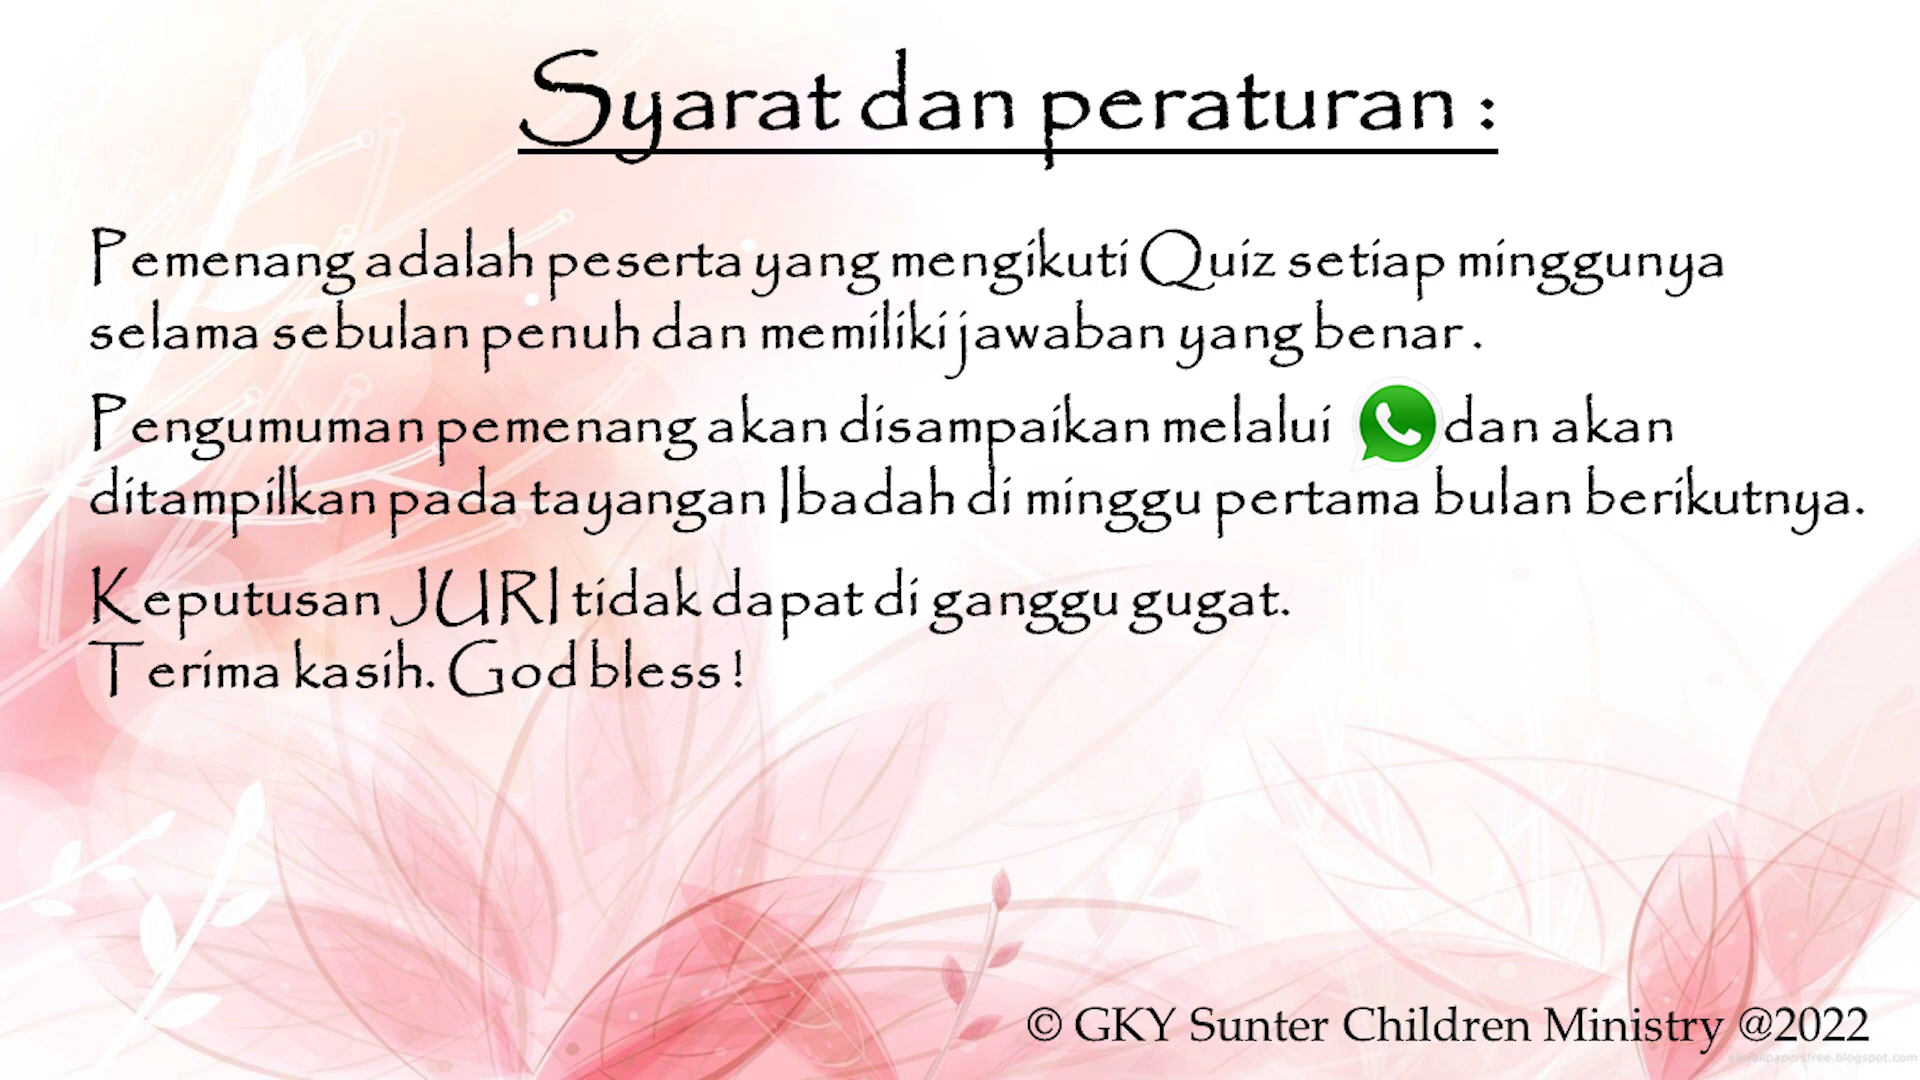 Syarat dan peraturan :
Pemenang adalah peserta yang mengikuti Quiz setiap minggunya
selama sebulan penuh dan memiliki jawaban yang benar .
Pengumuman pemenang akan disampaikan melalui dan akan
ditampilkan pada tayangan Ibadah di minggu pertama bulan berikutnya.
Keputusan JURI tidak dapat di ganggu gugat.
Terima kasih. God bless !
© GKY Sunter Children Ministry @2022